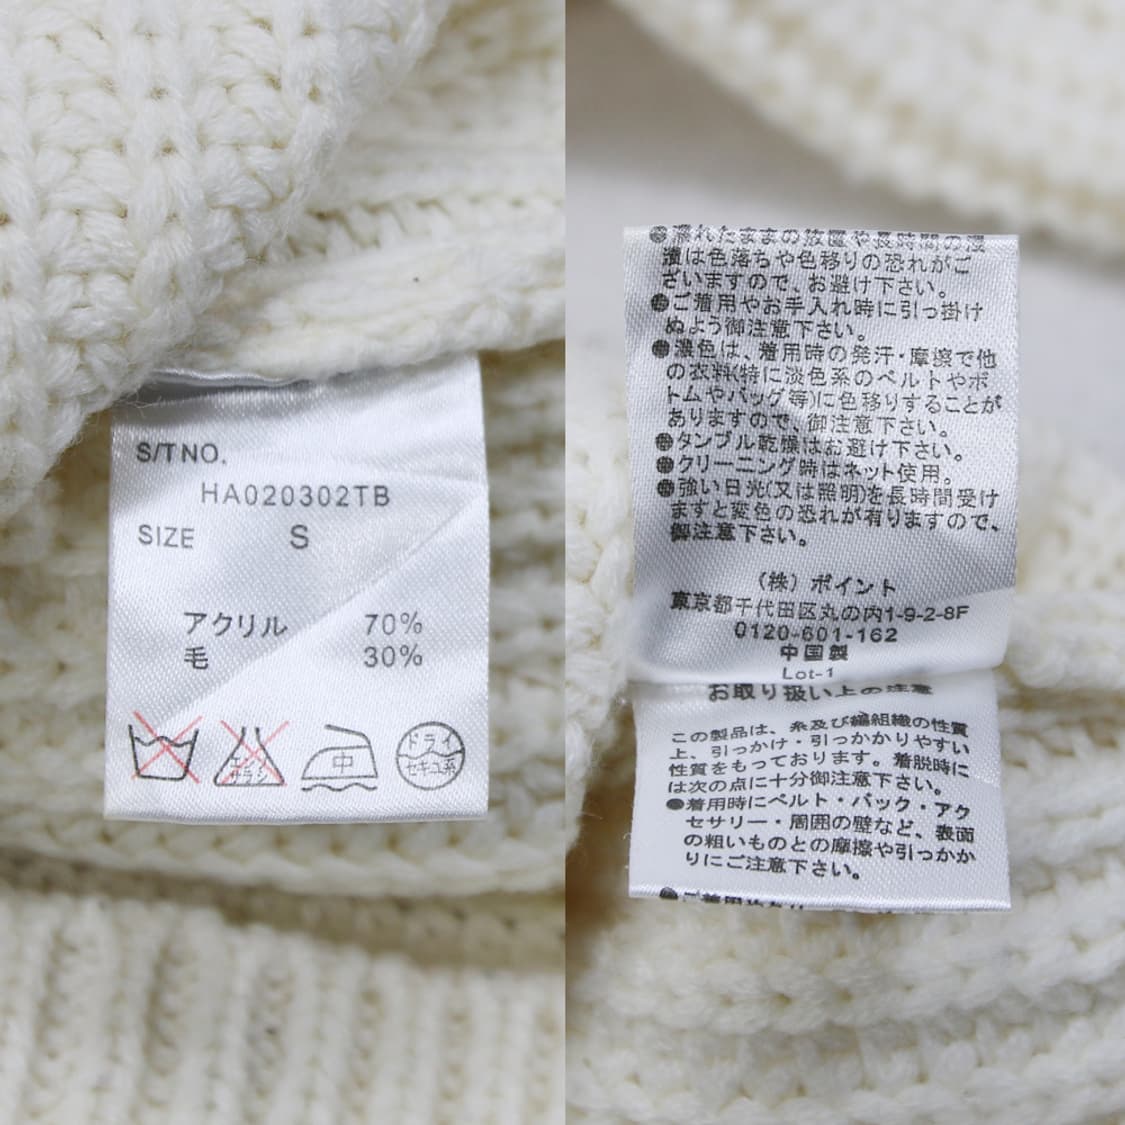 S/T NO.
HA020302TB
SIZE S
アクリル 70%
毛 30%
エンソ
サラシ
中
ドライ
セキユ系
●濡れたままの放置や長時間の浸
漬は色落ちや色移りの恐れがご
ざいますので、お避け下さい。
●ご着用やお手入れ時に引っ掛け
ぬよう御注意下さい。
●濃色は、着用時の発汗・摩擦で他
の衣料(特に淡色系のベルトやボ
トムやバッグ等)に色移りすることが
ありますので、御注意下さい。
●タンブル乾燥はお避け下さい。
●クリーニング時はネット使用。
●強い日光(又は照明)を長時間受け
ますと変色の恐れが有りますので、
御注意下さい。
(株) ポイント
東京都千代田区丸の内1-9-2-8F
0120-601-162
中国製
Lot-1
お取り扱い上の注意
この製品は、糸及び編組織の性質
上、引っかけ・引っかかりやすい
性質をもっております。着脱時に
は次の点に十分御注意下さい。
●着用時にベルト・バック・アク
セサリー・周囲の壁など、表面
の粗いものとの摩擦や引っかか
りにご注意下さい。